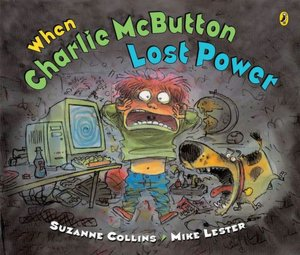 When
Charlie McButton
Lost Power
SUZANNE COLLINS • MIKE LESTER